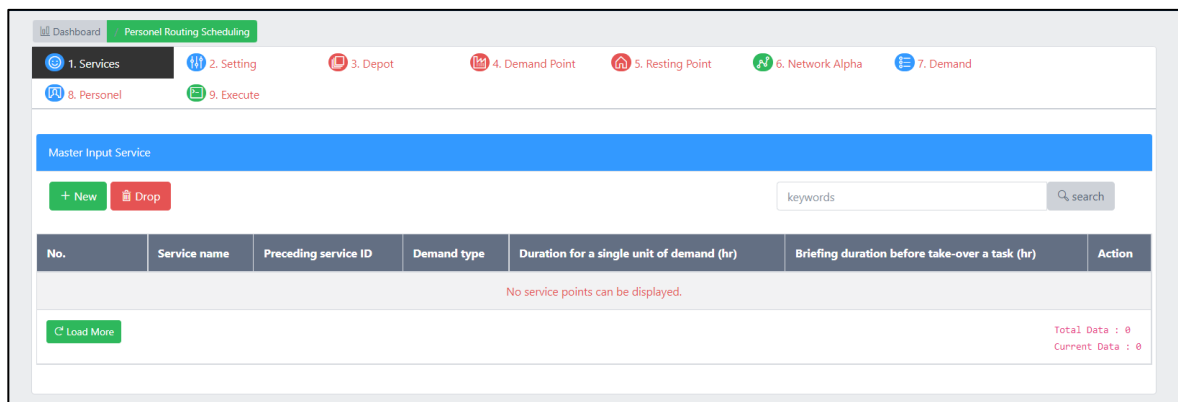 Dashboard Personel Routing Scheduling
1. Services 2. Setting 3. Depot 4. Demand Point 5. Resting Point 6. Network Alpha 7. Demand
8. Personel 9. Execute
Master Input Service
+ New Drop keywords search
No. Service name Preceding service ID Demand type Duration for a single unit of demand (hr) Briefing duration before take-over a task (hr) Action
No service points can be displayed.
Load More Total Data : 0
Current Data : 0